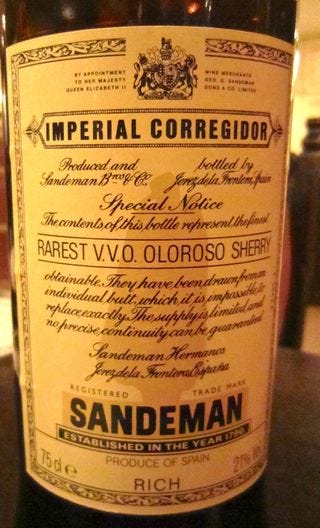 BY APPOINTMENT
TO HER MAJESTY
QUEEN ELIZABETH II
WINE MERCHANTS
GEO. G. SANDEMAN
SONS & CO. LIMITED
IMPERIAL CORREGIDOR
Produced and bottled by
Sandeman Bros & Co. Jerez de la Frontera, Spain
Special Notice
The contents of this bottle represent the finest
RAREST V.V.O. OLOROSO SHERRY
obtainable. They have been drawn from an
individual butt, which it is impossible to
replace exactly. The supply is limited, and
no precise continuity can be guaranteed.
Sandeman Hermanos
Jerez de la Frontera, España
REGISTERED TRADE MARK
SANDEMAN
ESTABLISHED IN THE YEAR 1790.
75 cl e PRODUCE OF SPAIN 21% Vol.
RICH